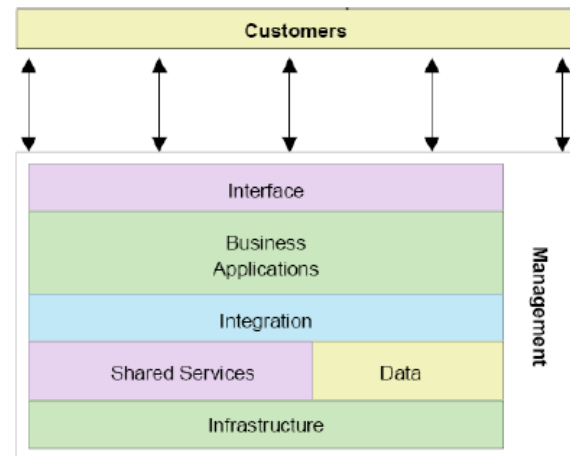 Customers
Interface
Business
Applications
Integration
Shared Services
Data
Infrastructure
Management